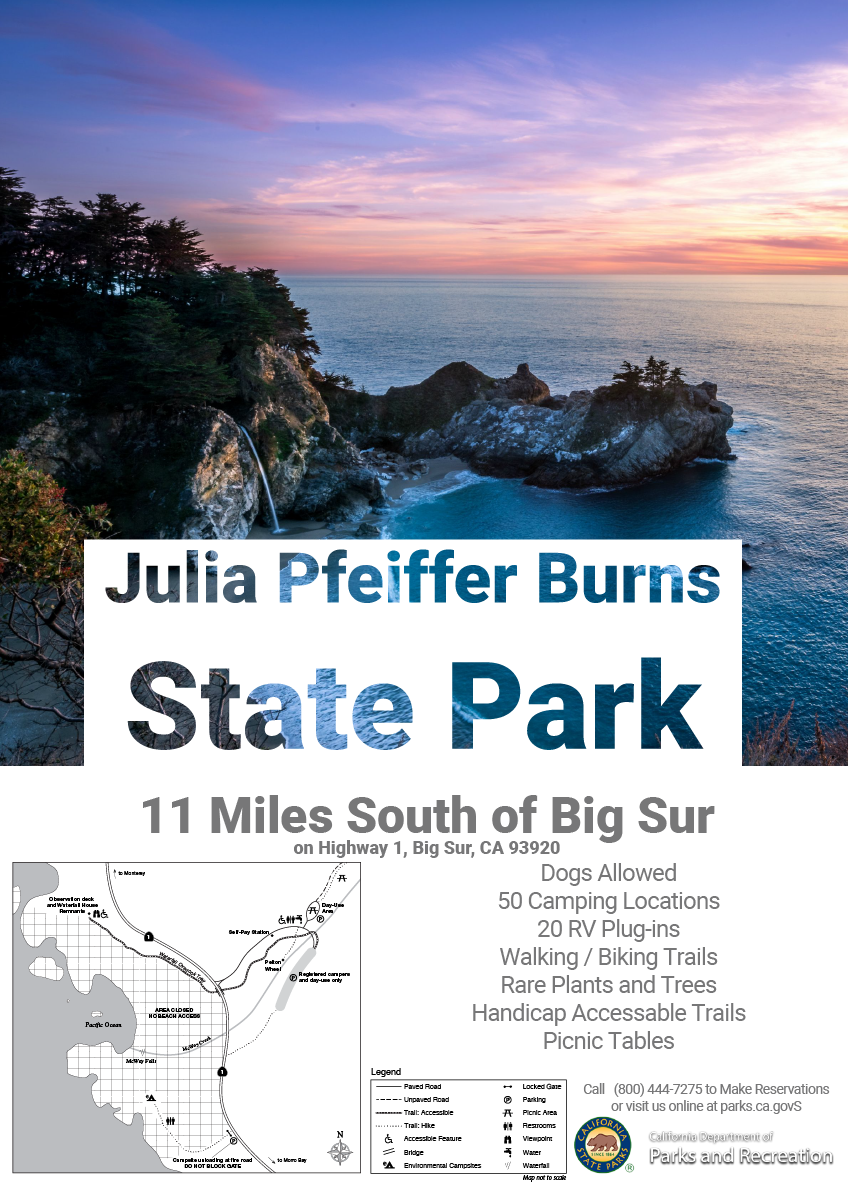 Julia Pfeiffer Burns
State Park
11 Miles South of Big Sur
on Highway 1, Big Sur, CA 93920
Dogs Allowed
50 Camping Locations
20 RV Plug-ins
Walking / Biking Trails
Rare Plants and Trees
Handicap Accessable Trails
Picnic Tables
to Monterey
Observation deck
and Waterfall House
Remnants
1
Day-Use
Area
Self-Pay Station
Pelton
Wheel
Waterfall Overlook Trail
P
Registered campers
and day-use only
AREA CLOSED
NO BEACH ACCESS
Pacific Ocean
McWay Creek
McWay Falls
1
P
N
Campsite unloading at fire road
DO NOT BLOCK GATE
to Morro Bay
Legend
Paved Road
Unpaved Road
Trail: Accessible
Trail: Hike
Accessible Feature
Bridge
Environmental Campsites
Locked Gate
P Parking
Picnic Area
Restrooms
Viewpoint
Water
Waterfall
Map not to scale
Call (800) 444-7275 to Make Reservations
or visit us online at parks.ca.govS
CALIFORNIA
SINCE 1864
STATE PARKS
®
California Department of
Parks and Recreation